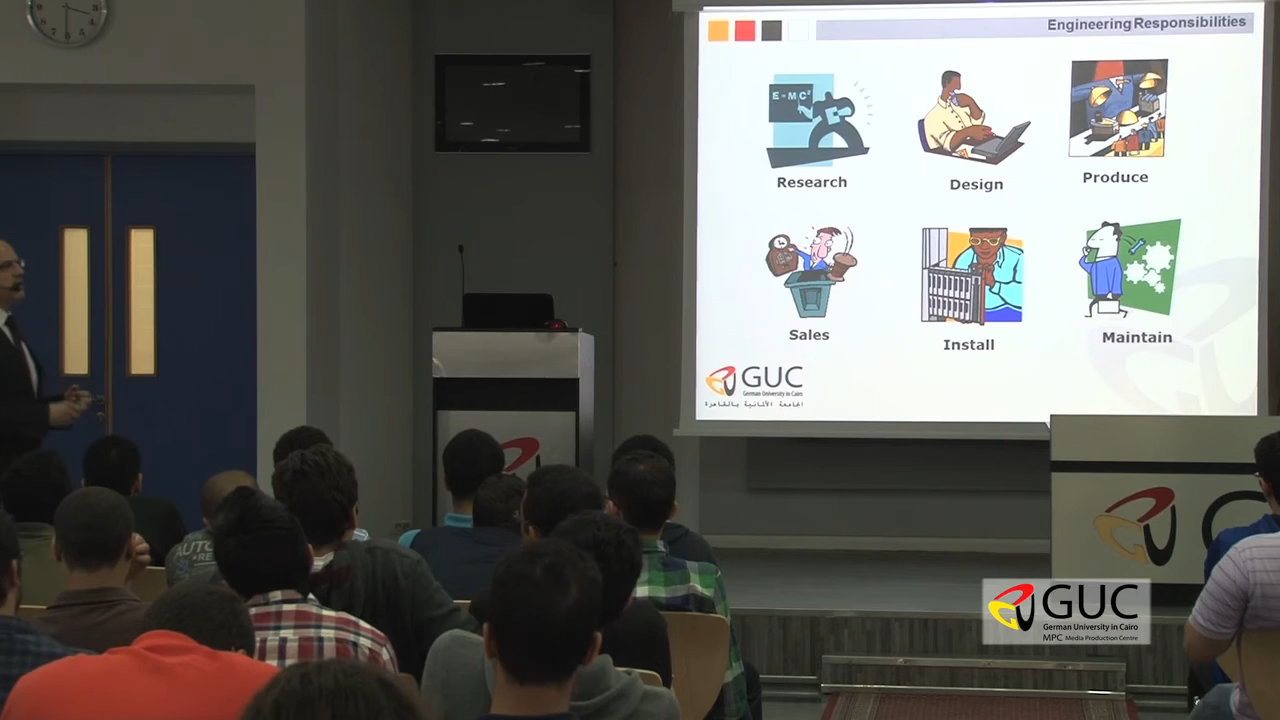 Engineering Responsibilities
E=MC²
Research
Design
Produce
Sales
Install
Maintain
GUC
German University in Cairo
الجامعة الألمانية بالقاهرة
AUTO
GUC
German University in Cairo
MPC Media Production Centre